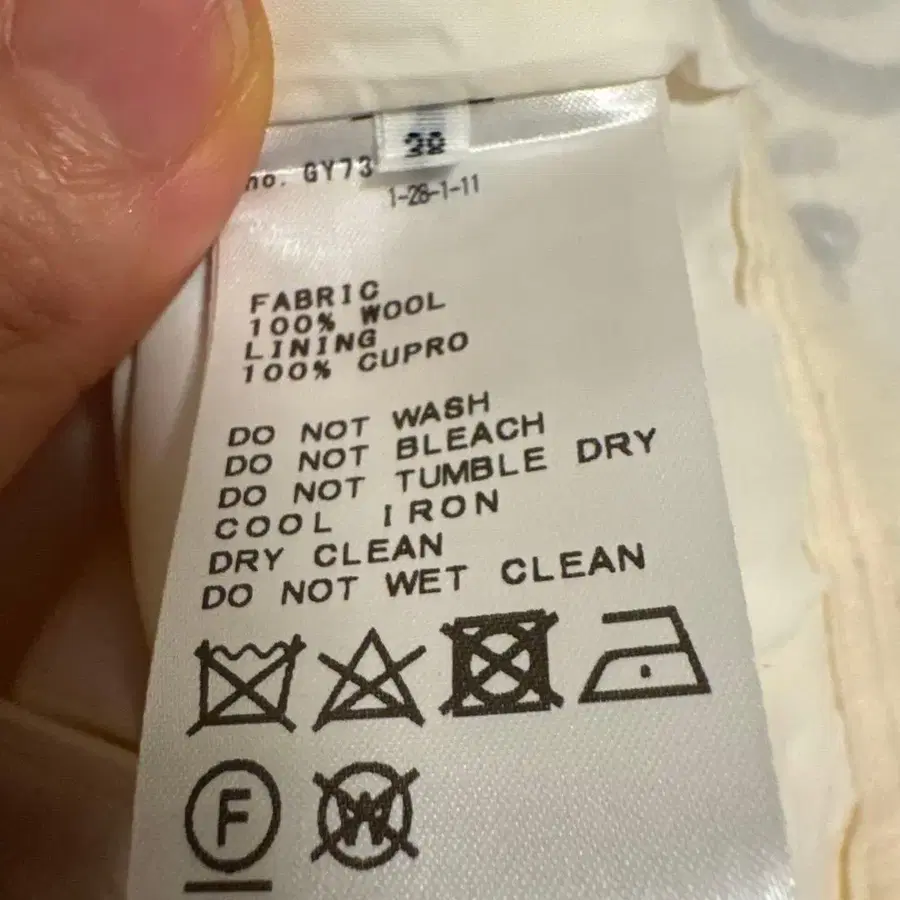 38
no. GY73
1-28-1-11
FABRIC
100% WOOL
LINING
100% CUPRO
DO NOT WASH
DO NOT BLEACH
DO NOT TUMBLE DRY
COOL IRON
DRY CLEAN
DO NOT WET CLEAN
F W